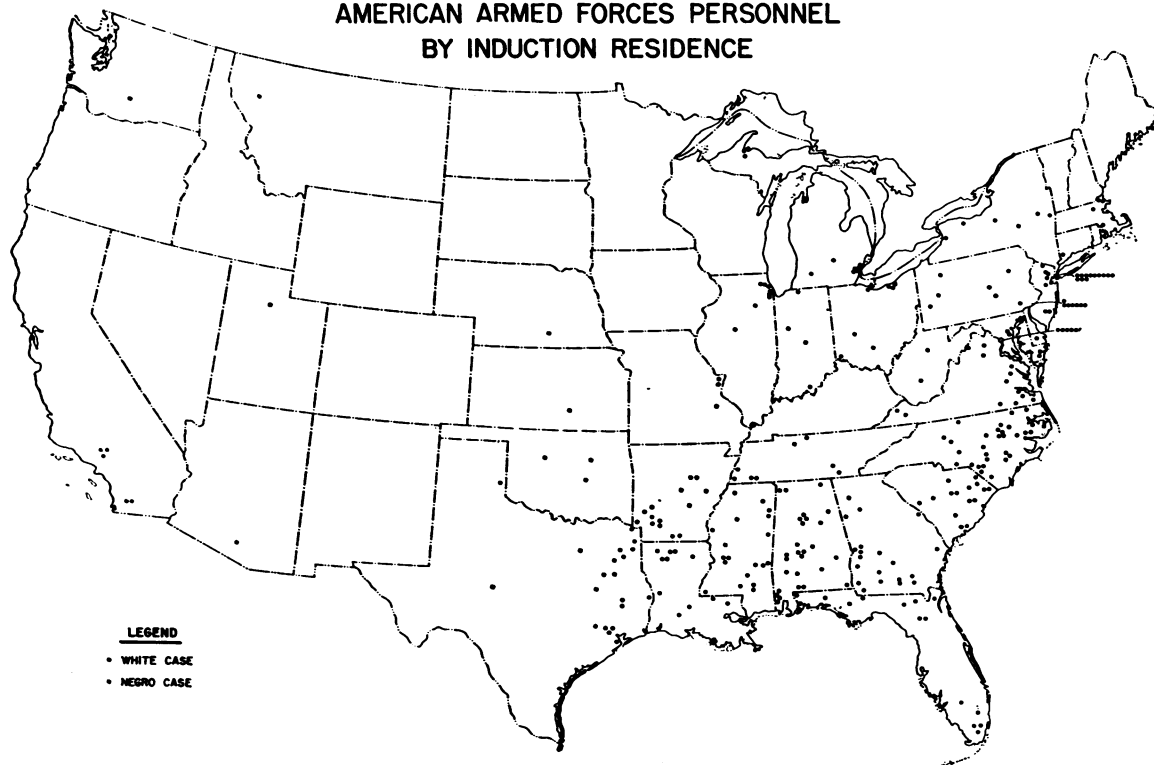 AMERICAN ARMED FORCES PERSONNEL
BY INDUCTION RESIDENCE
LEGEND
• WHITE CASE
• NEGRO CASE